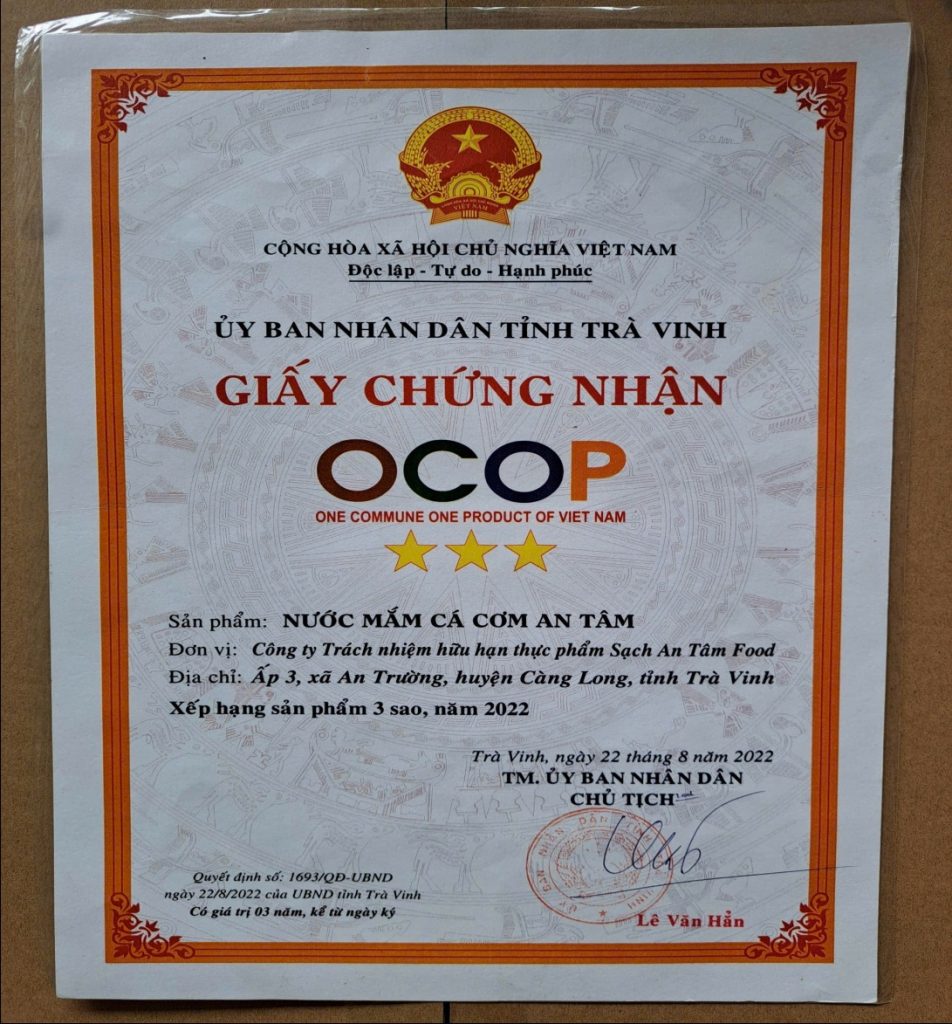 CỘNG HÒA XÃ HỘI CHỦ NGHĨA VIỆT NAM
Độc lập - Tự do - Hạnh phúc
ỦY BAN NHÂN DÂN TỈNH TRÀ VINH
GIẤY CHỨNG NHẬN
OCOP
ONE COMMUNE ONE PRODUCT OF VIET NAM
Sản phẩm: NƯỚC MẮM CÁ CƠM AN TÂM
Đơn vị: Công ty Trách nhiệm hữu hạn thực phẩm Sạch An Tâm Food
Địa chỉ: Ấp 3, xã An Trường, huyện Càng Long, tỉnh Trà Vinh
Xếp hạng sản phẩm 3 sao, năm 2022
Trà Vinh, ngày 22 tháng 8 năm 2022
TM. ỦY BAN NHÂN DÂN
CHỦ TỊCH
Quyết định số: 1693/QĐ-UBND
ngày 22/8/2022 của UBND tỉnh Trà Vinh
Có giá trị 03 năm, kể từ ngày ký
Lê Văn Hẳn